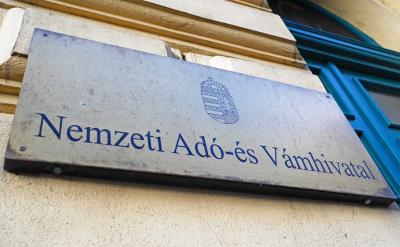 Nemzeti Adó-és Vámhivatal